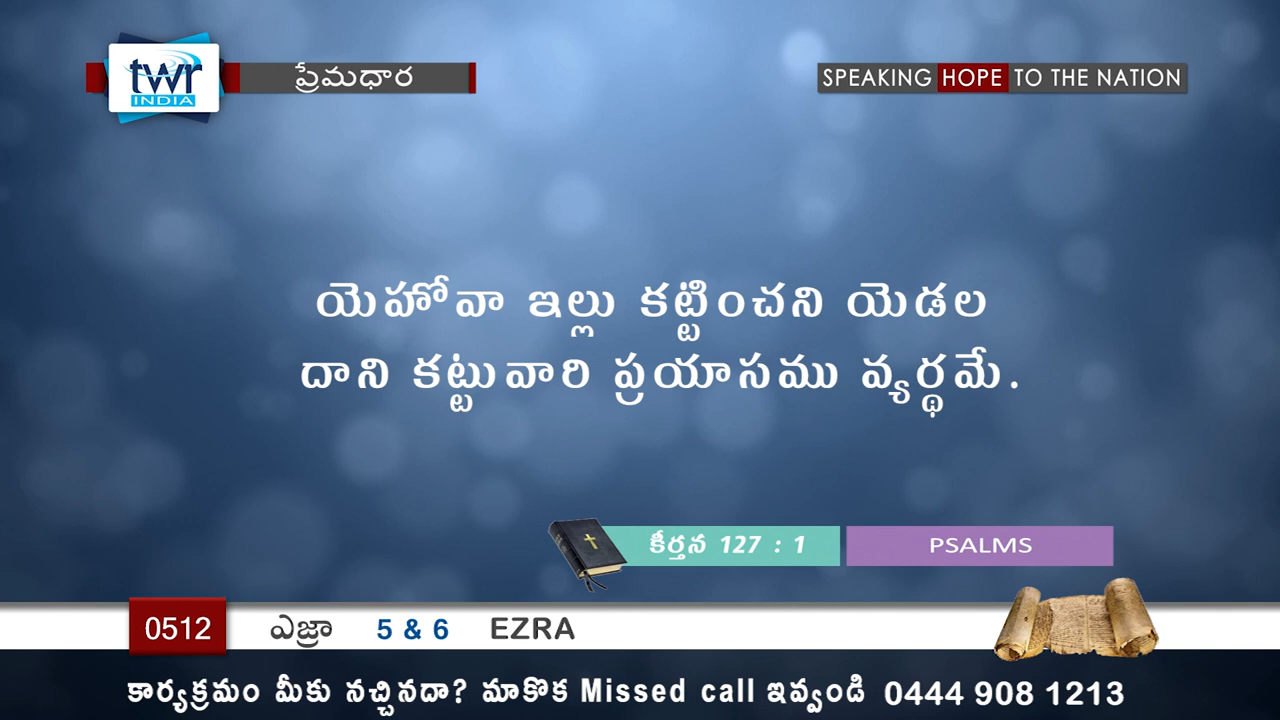 twr
INDIA
ప్రేమధార
SPEAKING HOPE TO THE NATION
యెహోవా ఇల్లు కట్టించని యెడల
దాని కట్టువారి ప్రయాసము వ్యర్థమే.
కీర్తన 127 : 1
PSALMS
0512 ఎజ్రా 5 & 6 EZRA
కార్యక్రమం మీకు నచ్చినదా? మాకొక Missed call ఇవ్వండి 0444 908 1213